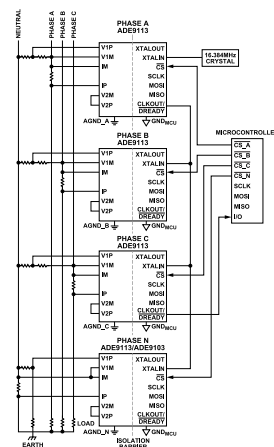 NEUTRAL
PHASE A
PHASE B
PHASE C
PHASE A
ADE9113
V1P
V1M
IM
IP
V2M
V2P
XTALOUT
XTALIN
CS
SCLK
MOSI
MISO
CLKOUT/
DREADY
AGND_A
GNDMCU
16.384MHz
CRYSTAL
PHASE B
ADE9113
V1P
V1M
IM
IP
V2M
V2P
XTALOUT
XTALIN
CS
SCLK
MOSI
MISO
CLKOUT/
DREADY
AGND_B
GNDMCU
MICROCONTROLLE
CS_A
CS_B
CS_C
CS_N
SCLK
MOSI
MISO
I/O
PHASE C
ADE9113
V1P
V1M
IM
IP
V2M
V2P
XTALOUT
XTALIN
CS
SCLK
MOSI
MISO
CLKOUT/
DREADY
AGND_C
GNDMCU
PHASE N
ADE9113/ADE9103
V1P
V1M
IM
IP
V2M
V2P
XTALOUT
XTALIN
CS
SCLK
MOSI
MISO
CLKOUT/
DREADY
LOAD
AGND_N
GNDMCU
EARTH
ISOLATION
BARRIER